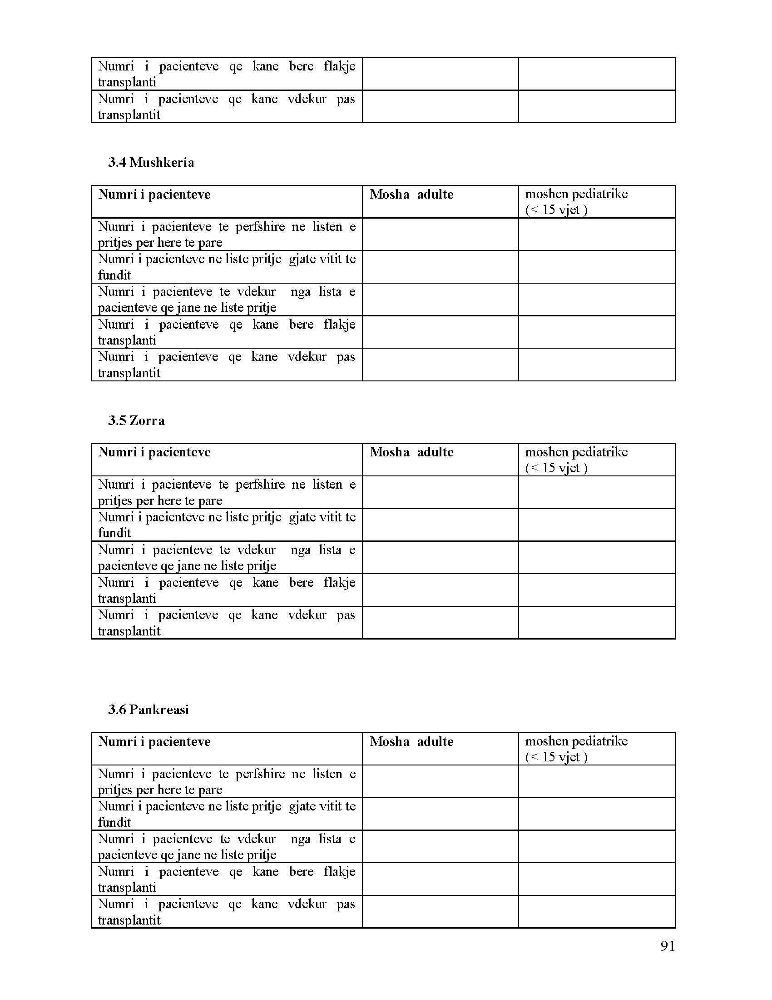 Numri i pacienteve qe kane bere flakje
transplanti
Numri i pacienteve qe kane vdekur pas
transplantit
3.4 Mushkeria
Numri i pacienteve Mosha adulte moshen pediatrike
(< 15 vjet )
Numri i pacienteve te perfshire ne listen e
pritjes per here te pare
Numri i pacienteve ne liste pritje gjate vitit te
fundit
Numri i pacienteve te vdekur nga lista e
pacienteve qe jane ne liste pritje
Numri i pacienteve qe kane bere flakje
transplanti
Numri i pacienteve qe kane vdekur pas
transplantit
3.5 Zorra
Numri i pacienteve Mosha adulte moshen pediatrike
(< 15 vjet )
Numri i pacienteve te perfshire ne listen e
pritjes per here te pare
Numri i pacienteve ne liste pritje gjate vitit te
fundit
Numri i pacienteve te vdekur nga lista e
pacienteve qe jane ne liste pritje
Numri i pacienteve qe kane bere flakje
transplanti
Numri i pacienteve qe kane vdekur pas
transplantit
3.6 Pankreasi
Numri i pacienteve Mosha adulte moshen pediatrike
(< 15 vjet )
Numri i pacienteve te perfshire ne listen e
pritjes per here te pare
Numri i pacienteve ne liste pritje gjate vitit te
fundit
Numri i pacienteve te vdekur nga lista e
pacienteve qe jane ne liste pritje
Numri i pacienteve qe kane bere flakje
transplanti
Numri i pacienteve qe kane vdekur pas
transplantit
91